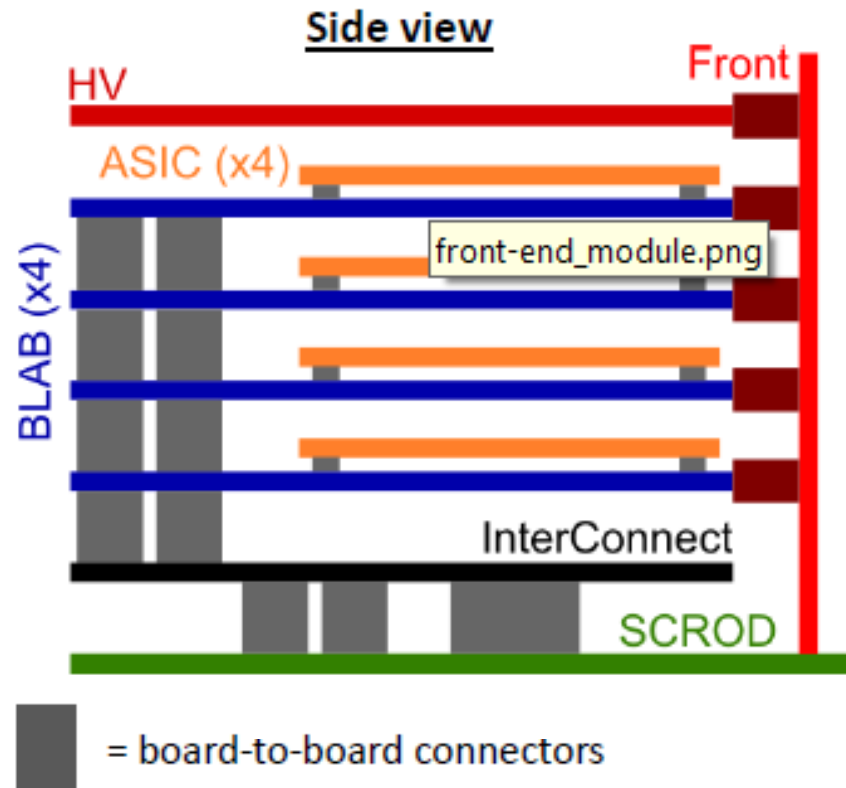 Side view
Front
HV
ASIC (x4)
front-end_module.png
BLAB (x4)
InterConnect
SCROD
= board-to-board connectors